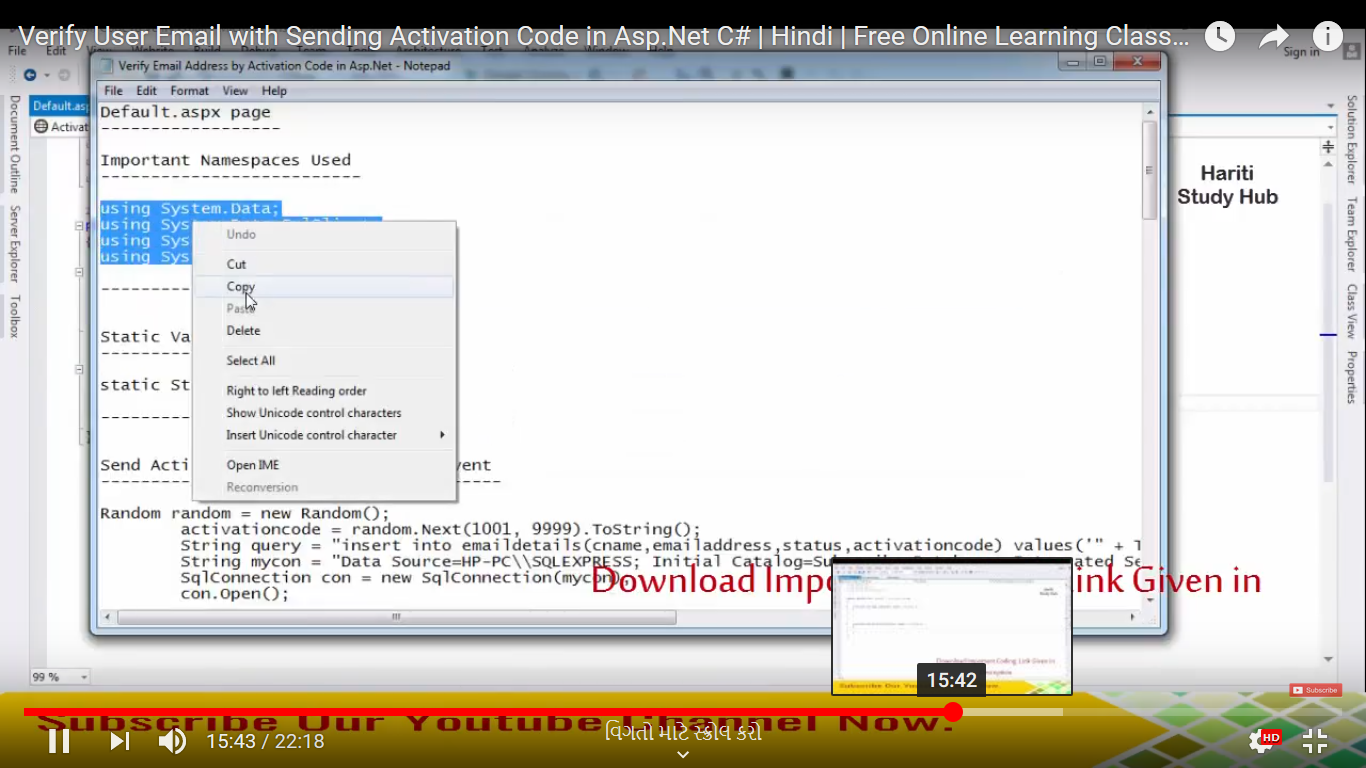 Verify User Email with Sending Activation Code in Asp.Net C# | Hindi | Free Online Learning Class...
File Edit
Sign in
Verify Email Address by Activation Code in Asp.Net - Notepad
File Edit Format View Help
Default.aspx page
------------------
Important Namespaces Used
--------------------------
using System.Data;
using Sys
using Sys
using Sys
Undo
Cut
Copy
Paste
Delete
Select All
Right to left Reading order
Show Unicode control characters
Insert Unicode control character
Open IME
Reconversion
Static Va
static St
Send Acti
vent
Random random = new Random();
activationcode = random.Next(1001, 9999).ToString();
String query = "insert into emaildetails(cname,emailaddress,status,activationcode) values('" + T
String mycon = "Data Source=HP-PC\\SQLEXPRESS; Initial Catalog=Su
SqlConnection con = new SqlConnection(mycon);
con.Open();
Default.as
Activat
Document Outline
Server Explorer
Toolbox
Solution Explorer
Team Explorer
Class View
Properties
Hariti
Study Hub
Download Impo
ink Given in
99 %
15:42
Subscribe
Subscribe Our Youtube Channel Now.
15:43 / 22:18
વિગતો માટે સ્ક્રોલ કરો
HD